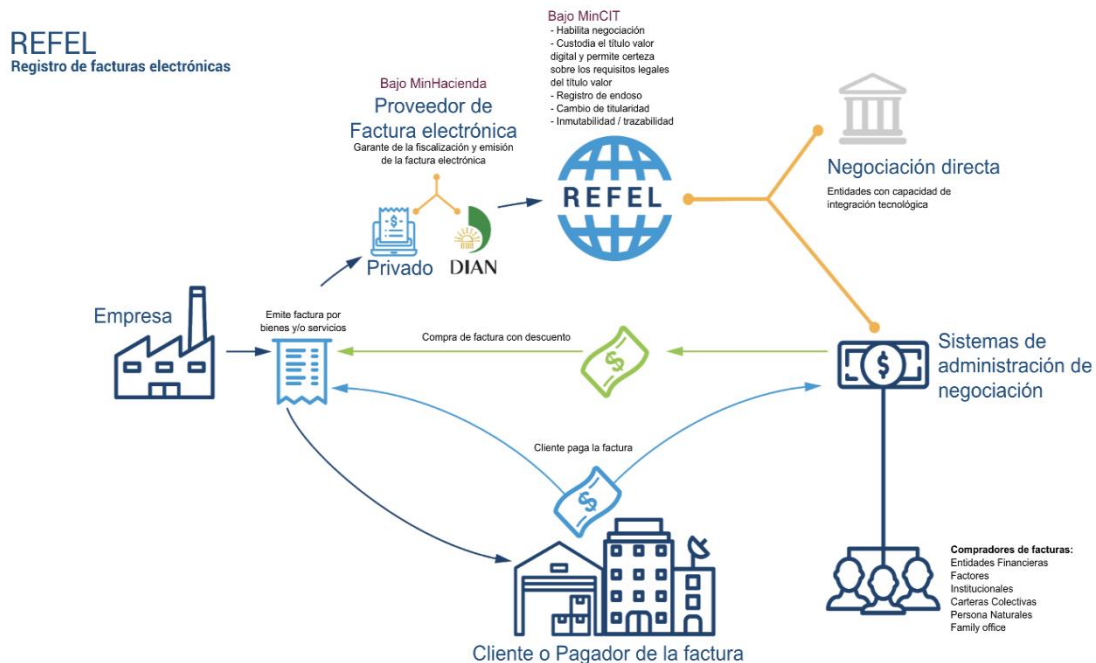 REFEL
Registro de facturas electrónicas
Bajo MinHacienda
Proveedor de
Factura electrónica
Garante de la fiscalización y emisión
de la factura electrónica
Privado
DIAN
Bajo MinCIT
- Habilita negociación
- Custodia el título valor
digital y permite certeza
sobre los requisitos legales
del título valor
- Registro de endoso
- Cambio de titularidad
- Inmutabilidad / trazabilidad
REFEL
Negociación directa
Entidades con capacidad de
integración tecnológica
Empresa
Emite factura por
bienes y/o servicios
Compra de factura con descuento
Sistemas de
administración de
negociación
Cliente paga la factura
Cliente o Pagador de la factura
Compradores de facturas:
Entidades Financieras
Factores
Institucionales
Carteras Colectivas
Persona Naturales
Family office